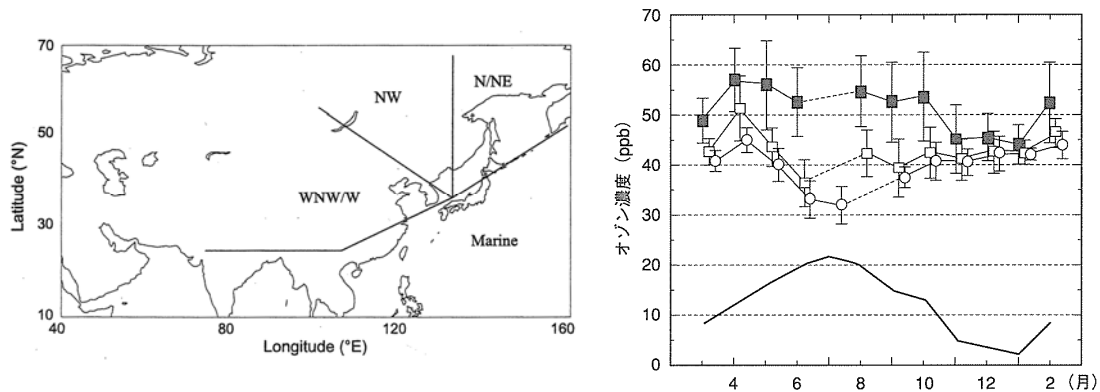 70
50
30
10
Latitude (°N)
40
80
120
160
Longitude (°E)
NW
N/NE
WNW/W
Marine
70
60
50
40
30
20
10
0
オゾン濃度 (ppb)
4
6
8
10
12
2
(月)